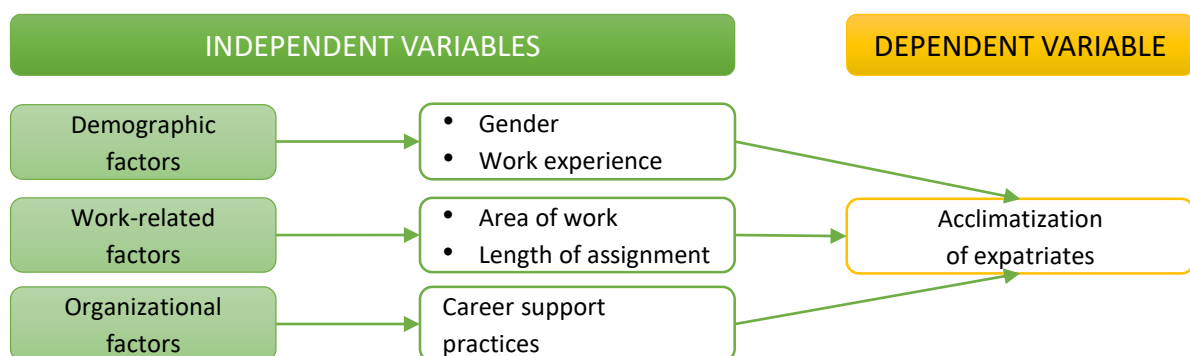 INDEPENDENT VARIABLES
DEPENDENT VARIABLE
Demographic
factors
• Gender
• Work experience
Work-related
factors
• Area of work
• Length of assignment
Acclimatization
of expatriates
Organizational
factors
Career support
practices